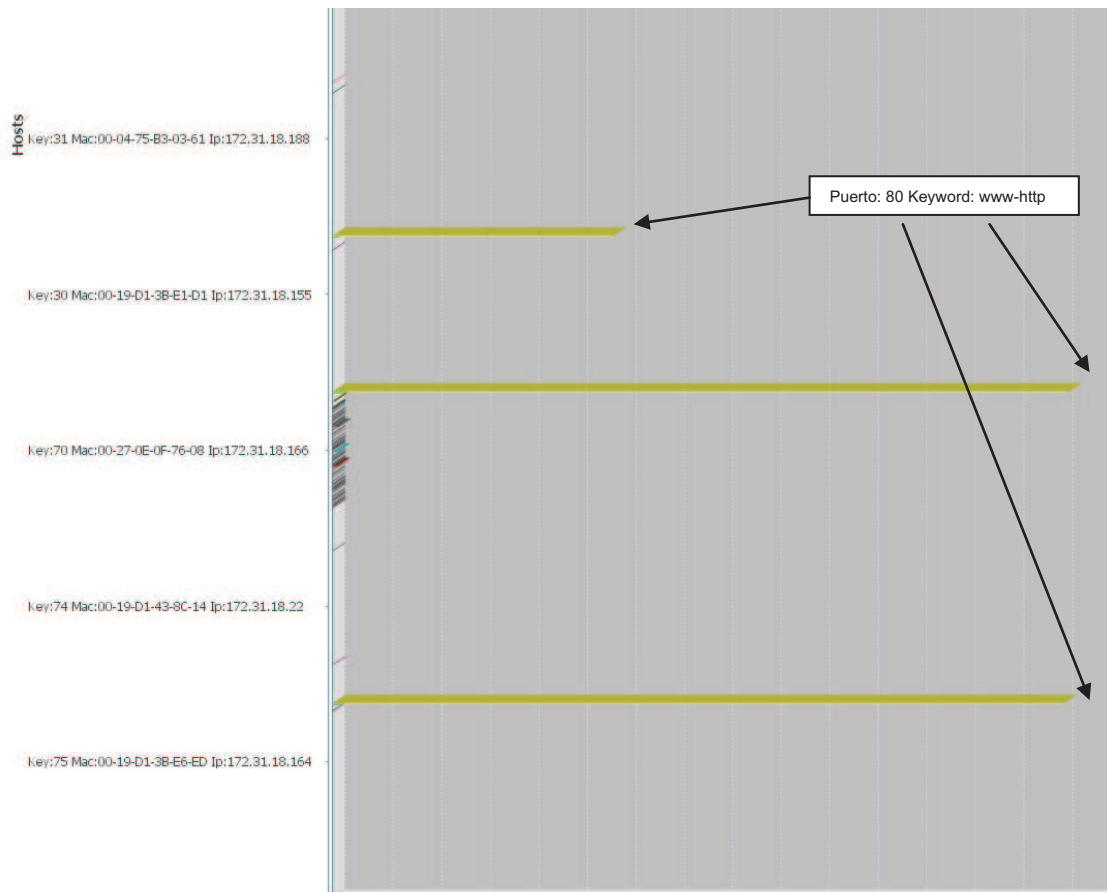 Hosts
Key:31 Mac:00-04-75-B3-03-61 Ip:172.31.18.188
Puerto: 80 Keyword: www-http
Key:30 Mac:00-19-D1-3B-E1-D1 Ip:172.31.18.155
Key:70 Mac:00-27-0E-0F-76-08 Ip:172.31.18.166
Key:74 Mac:00-19-D1-43-8C-14 Ip:172.31.18.22
Key:75 Mac:00-19-D1-3B-E6-ED Ip:172.31.18.164